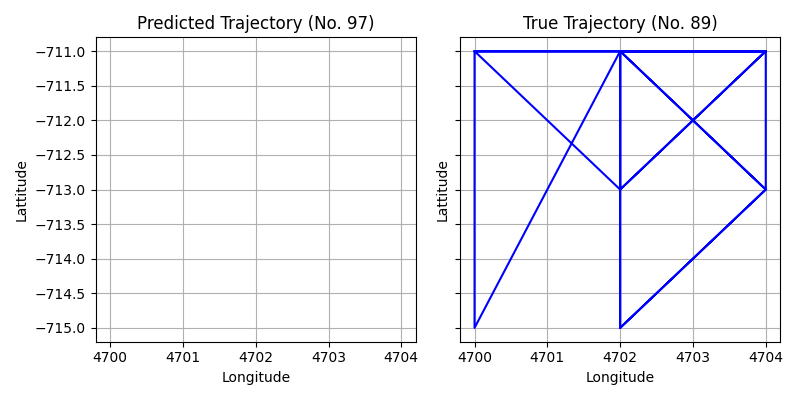 Predicted Trajectory (No. 97)
True Trajectory (No. 89)
−711.0
−711.5
−712.0
−712.5
−713.0
−713.5
−714.0
−714.5
−715.0
Lattitude
Lattitude
4700 4701 4702 4703 4704
4700 4701 4702 4703 4704
Longitude
Longitude